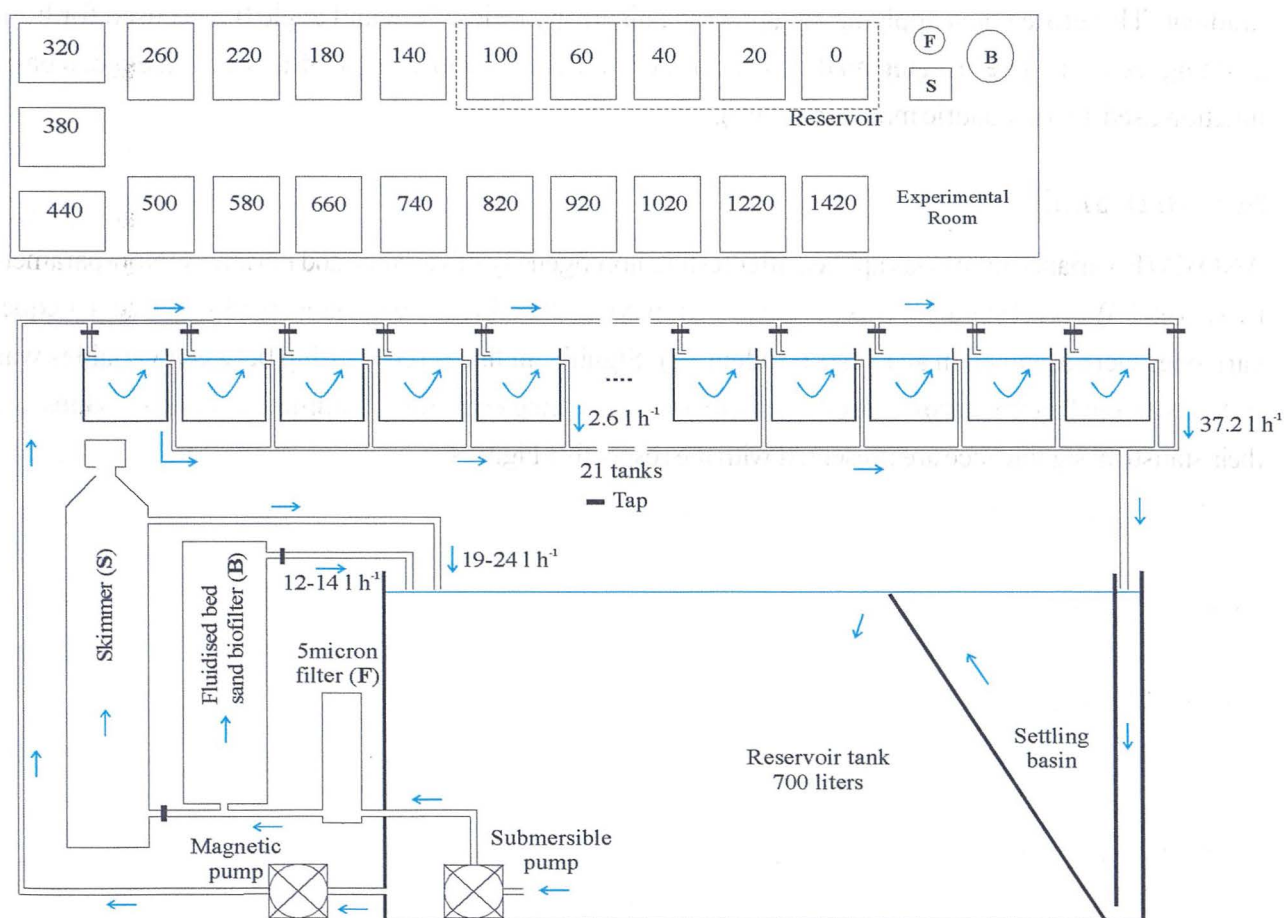 320 260 220 180 140 100 60 40 20 0 F B
S
Reservoir
380
440 500 580 660 740 820 920 1020 1220 1420 Experimental
Room
2.6 l h⁻¹
37.2 l h⁻¹
21 tanks
Tap
Skimmer (S)
Fluidised bed
sand biofilter (B)
12-14 l h⁻¹
19-24 l h⁻¹
5micron
filter (F)
Reservoir tank
700 liters
Settling
basin
Magnetic
pump
Submersible
pump